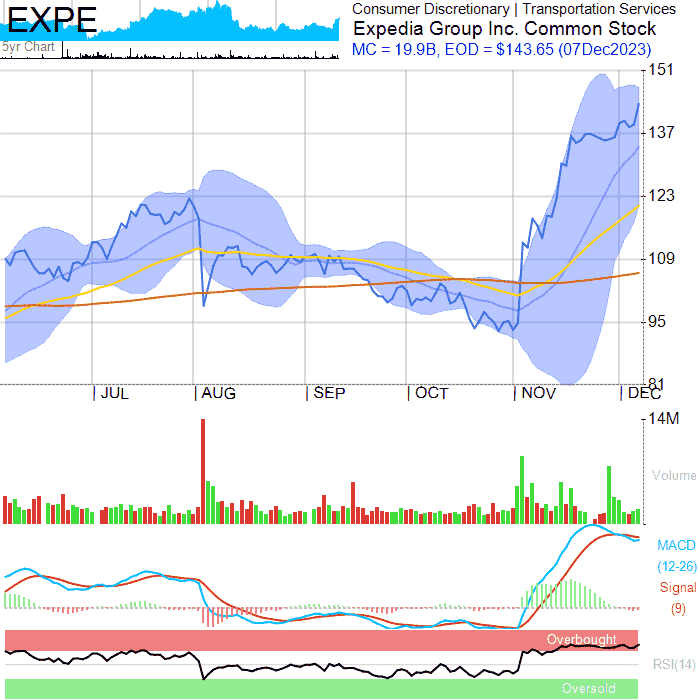 EXPE
5yr Chart
Consumer Discretionary | Transportation Services
Expedia Group Inc. Common Stock
MC = 19.9B, EOD = $143.65 (07Dec2023)
151
137
123
109
95
81
JUL AUG SEP OCT NOV DEC
14M
Volume
MACD
(12-26)
Signal
(9)
Overbought
RSI(14)
Oversold